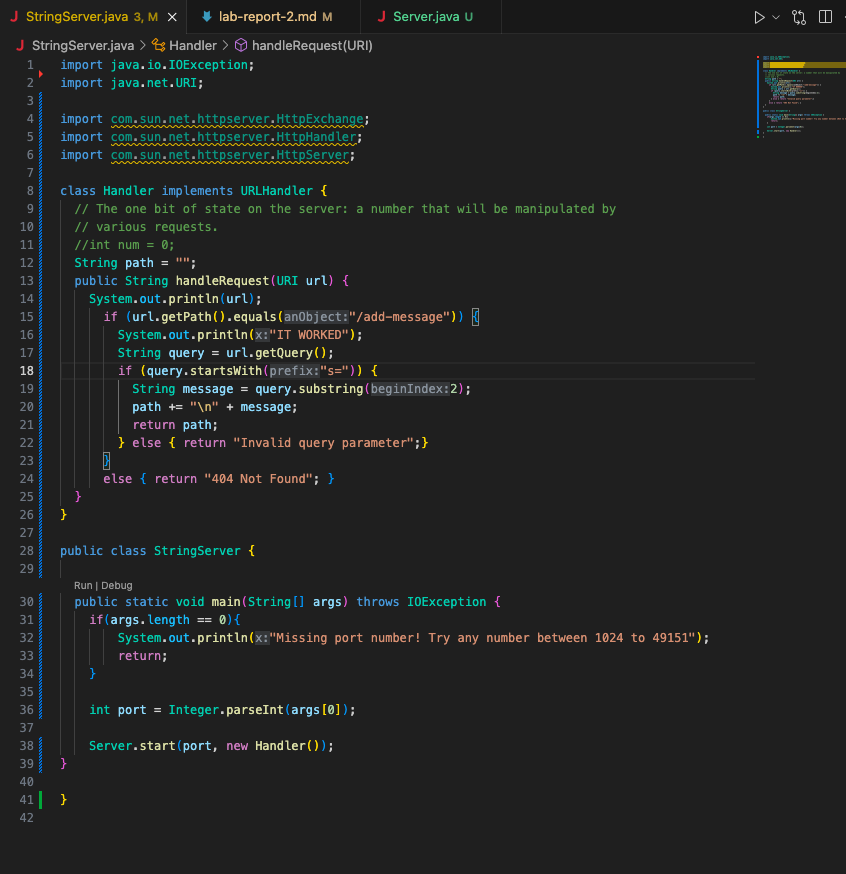 StringServer.java 3, M
lab-report-2.md M
Server.java U
StringServer.java > Handler > handleRequest(URI)
1 import java.io.IOException;
2 import java.net.URI;
3
4 import com.sun.net.httpserver.HttpExchange;
5 import com.sun.net.httpserver.HttpHandler;
6 import com.sun.net.httpserver.HttpServer;
7
8 class Handler implements URLHandler {
9 // The one bit of state on the server: a number that will be manipulated by
10 // various requests.
11 //int num = 0;
12 String path = "";
13 public String handleRequest(URI url) {
14 System.out.println(url);
15 if (url.getPath().equals(anObject:"/add-message")) {
16 System.out.println(x:"IT WORKED");
17 String query = url.getQuery();
18 if (query.startsWith(prefix:"s=")) {
19 String message = query.substring(beginIndex:2);
20 path += "\n" + message;
21 return path;
22 } else { return "Invalid query parameter";}
23 }
24 else { return "404 Not Found"; }
25 }
26 }
27
28 public class StringServer {
29
Run | Debug
30 public static void main(String[] args) throws IOException {
31 if(args.length == 0){
32 System.out.println(x:"Missing port number! Try any number between 1024 to 49151");
33 return;
34 }
35
36 int port = Integer.parseInt(args[0]);
37
38 Server.start(port, new Handler());
39 }
40
41 }
42